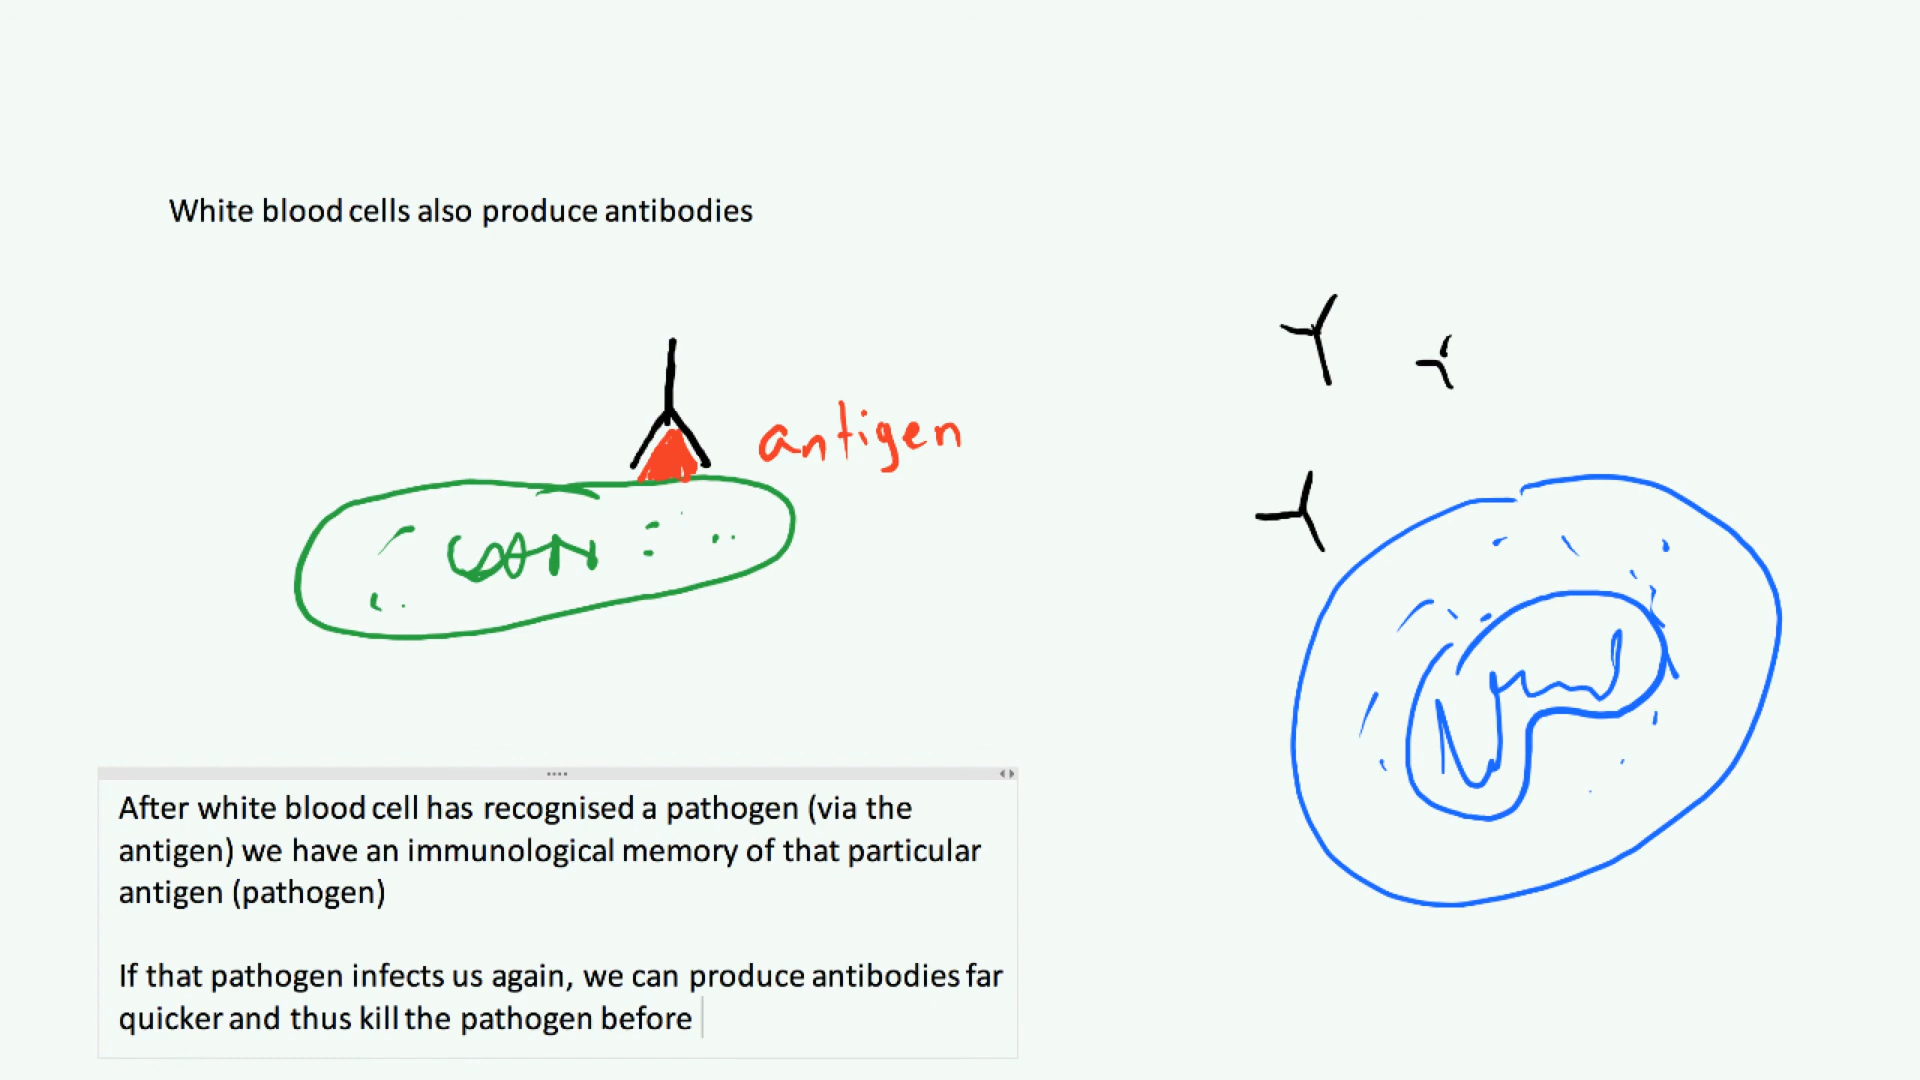 White blood cells also produce antibodies
antigen
After white blood cell has recognised a pathogen (via the
antigen) we have an immunological memory of that particular
antigen (pathogen)
If that pathogen infects us again, we can produce antibodies far
quicker and thus kill the pathogen before